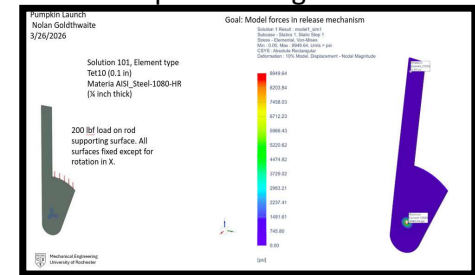 Pumpkin Launch
Nolan Goldthwaite
3/26/2026
Goal: Model forces in release mechanism
Solution 1 Result : model1_sim1
Subcase - Statics 1, Static Step 1
Stress - Elemental, Von-Mises
Min : 0.00, Max : 8949.64, Units = psi
CSYS : Absolute Rectangular
Deformation : 10% Model, Displacement - Nodal Magnitude
Solution 101, Element type
Tet10 (0.1 in)
Materia AISI_Steel-1080-HR
(¼ inch thick)
200 lbf load on rod
supporting surface. All
surfaces fixed except for
rotation in X.
8949.64
8203.84
7458.03
6712.23
5966.43
5220.62
4474.82
3729.02
2983.21
2237.41
1491.61
745.80
0.00
[psi]
Mechanical Engineering
University of Rochester